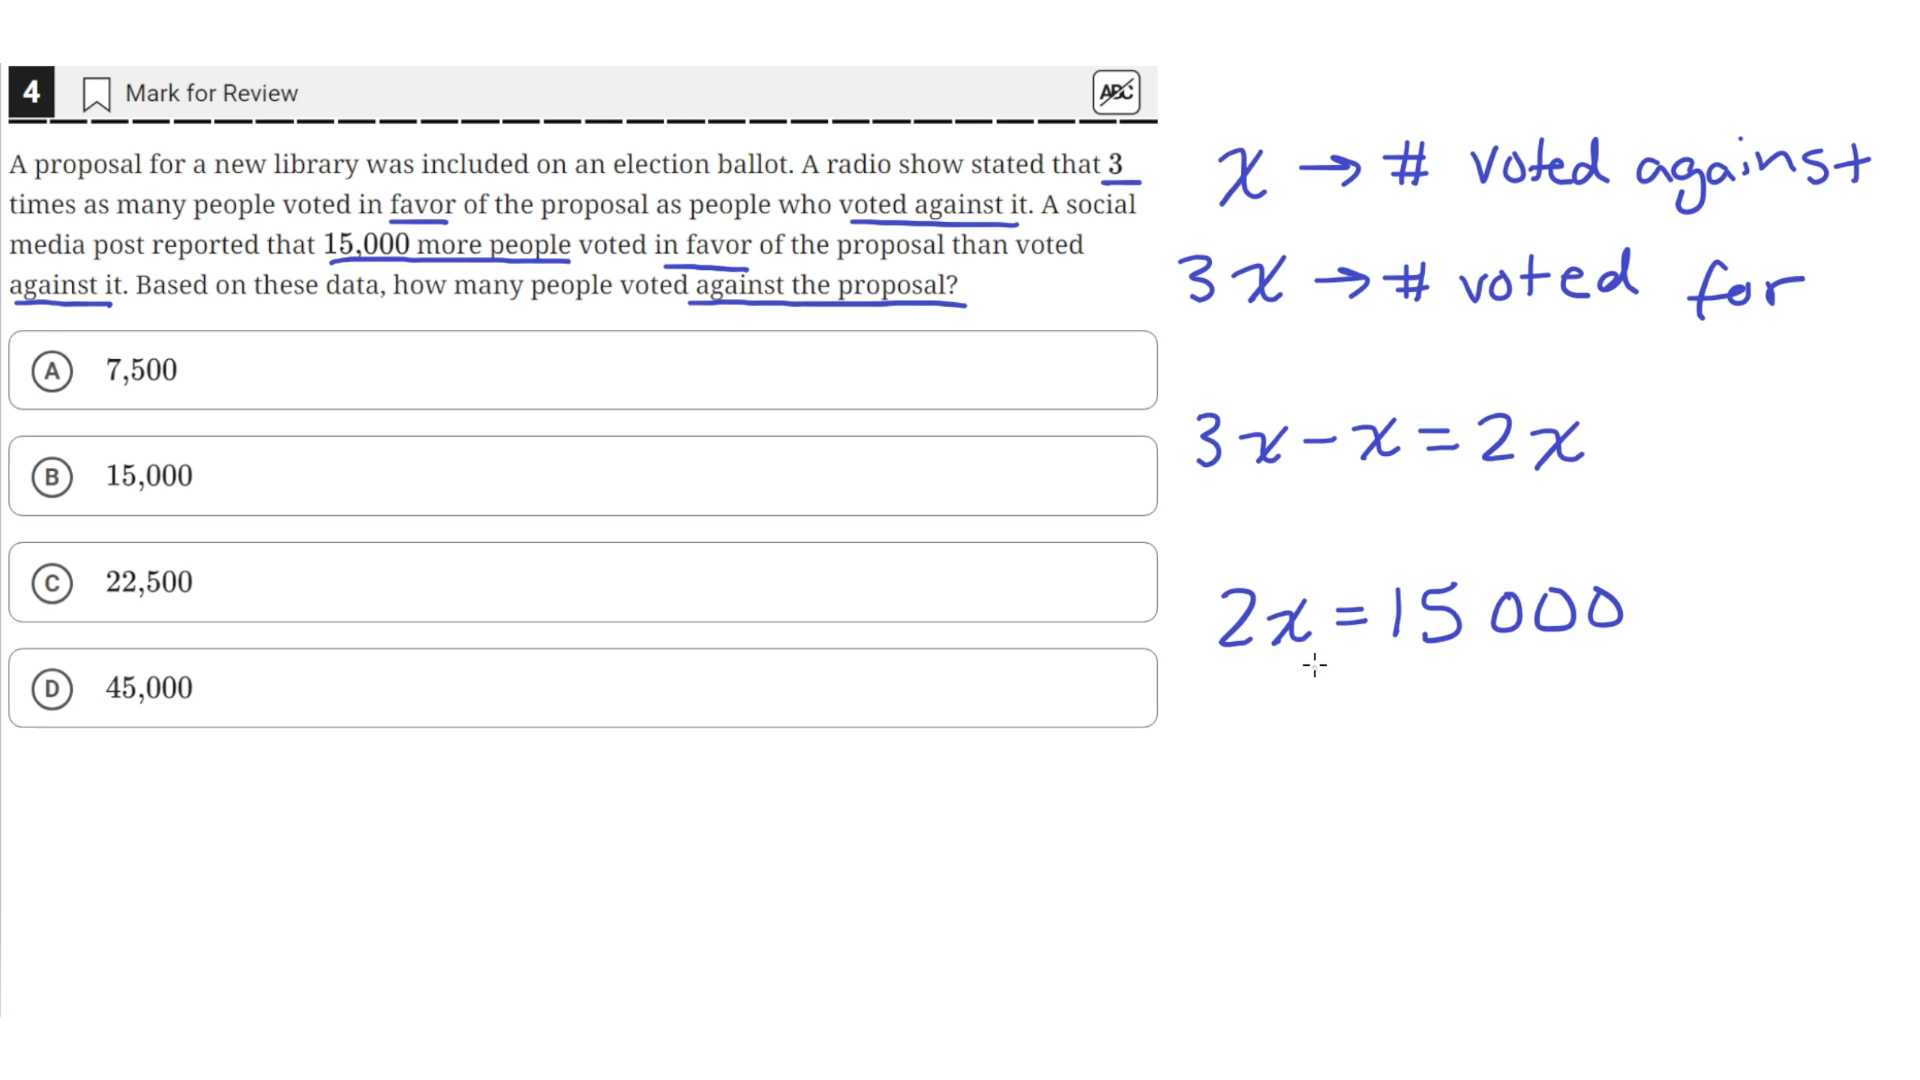 4 Mark for Review ABC
A proposal for a new library was included on an election ballot. A radio show stated that 3
times as many people voted in favor of the proposal as people who voted against it. A social
media post reported that 15,000 more people voted in favor of the proposal than voted
against it. Based on these data, how many people voted against the proposal?
A 7,500
B 15,000
C 22,500
D 45,000
x → # voted against
3x → # voted for
3x - x = 2x
2x = 15 000